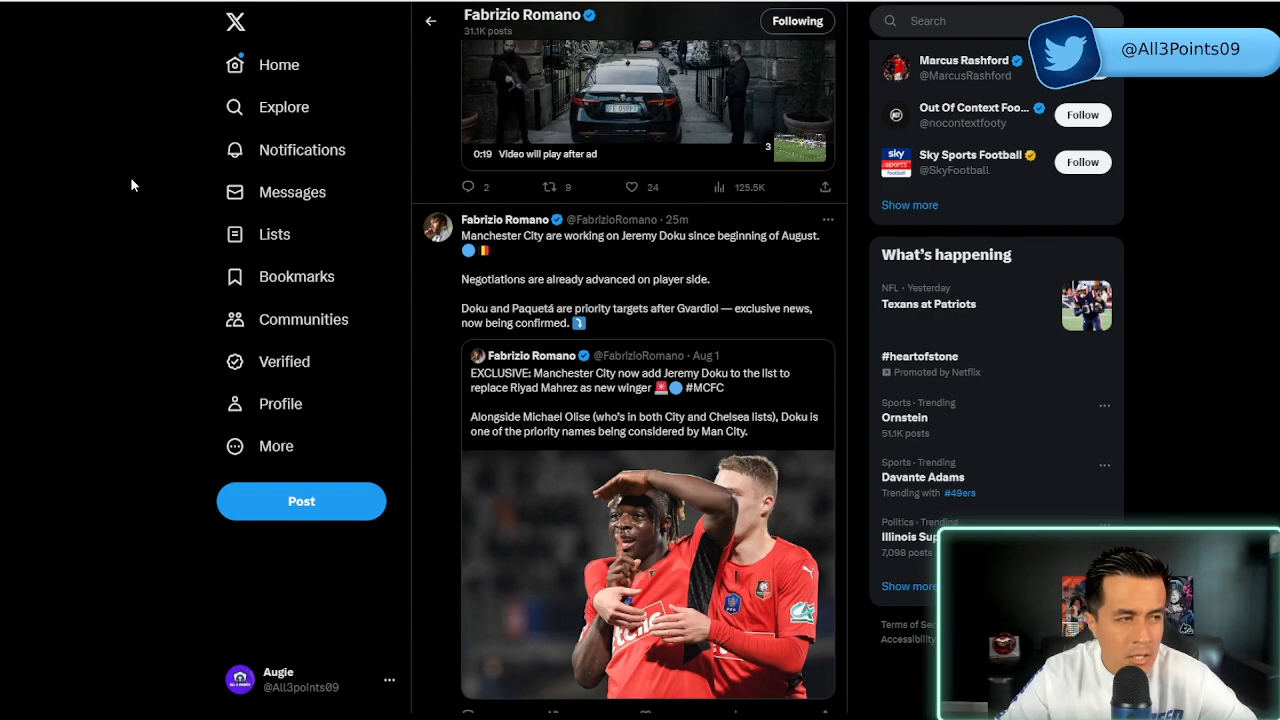 Home
Explore
Notifications
Messages
Lists
Bookmarks
Communities
Verified
Profile
More
Post
Augie
@All3points09
Fabrizio Romano
31.1K posts
Following
0:19 Video will play after ad
3
2 9 24 125.5K
Fabrizio Romano @FabrizioRomano · 25m
Manchester City are working on Jeremy Doku since beginning of August.
Negotiations are already advanced on player side.
Doku and Paquetá are priority targets after Gvardiol — exclusive news,
now being confirmed.
Fabrizio Romano @FabrizioRomano · Aug 1
EXCLUSIVE: Manchester City now add Jeremy Doku to the list to
replace Riyad Mahrez as new winger #MCFC
Alongside Michael Olise (who's in both City and Chelsea lists), Doku is
one of the priority names being considered by Man City.
Search
@All3Points09
Marcus Rashford
@MarcusRashford
Out Of Context Foo...
@nocontextfooty
Follow
sky
sports
football
Sky Sports Football
@SkyFootball
Follow
Show more
What's happening
NFL · Yesterday
Texans at Patriots
#heartofstone
Promoted by Netflix
Sports · Trending
Ornstein
51.1K posts
Sports · Trending
Davante Adams
Trending with #49ers
Politics · Trending
Illinois Sup
7,098 posts
Show more
Terms of Ser
Accessibility